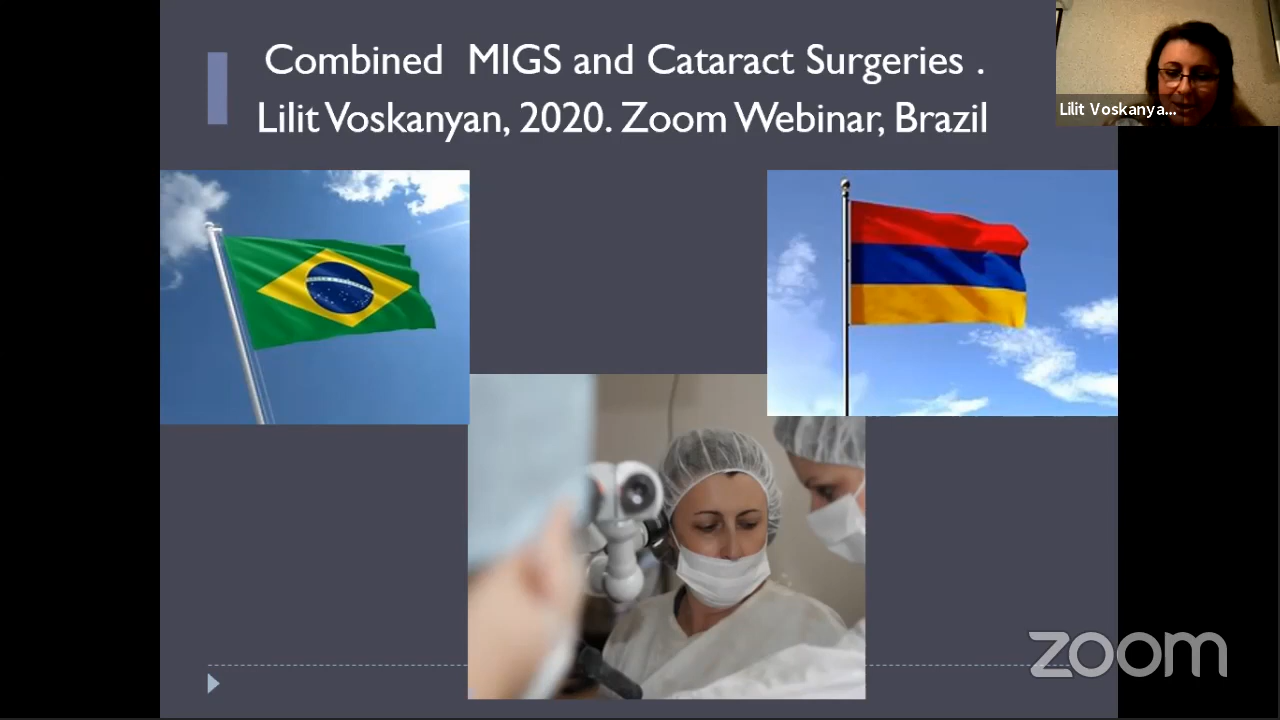 Combined MIGS and Cataract Surgeries .
Lilit Voskanyan, 2020. Zoom Webinar, Brazil
Lilit Voskanya...
zoom